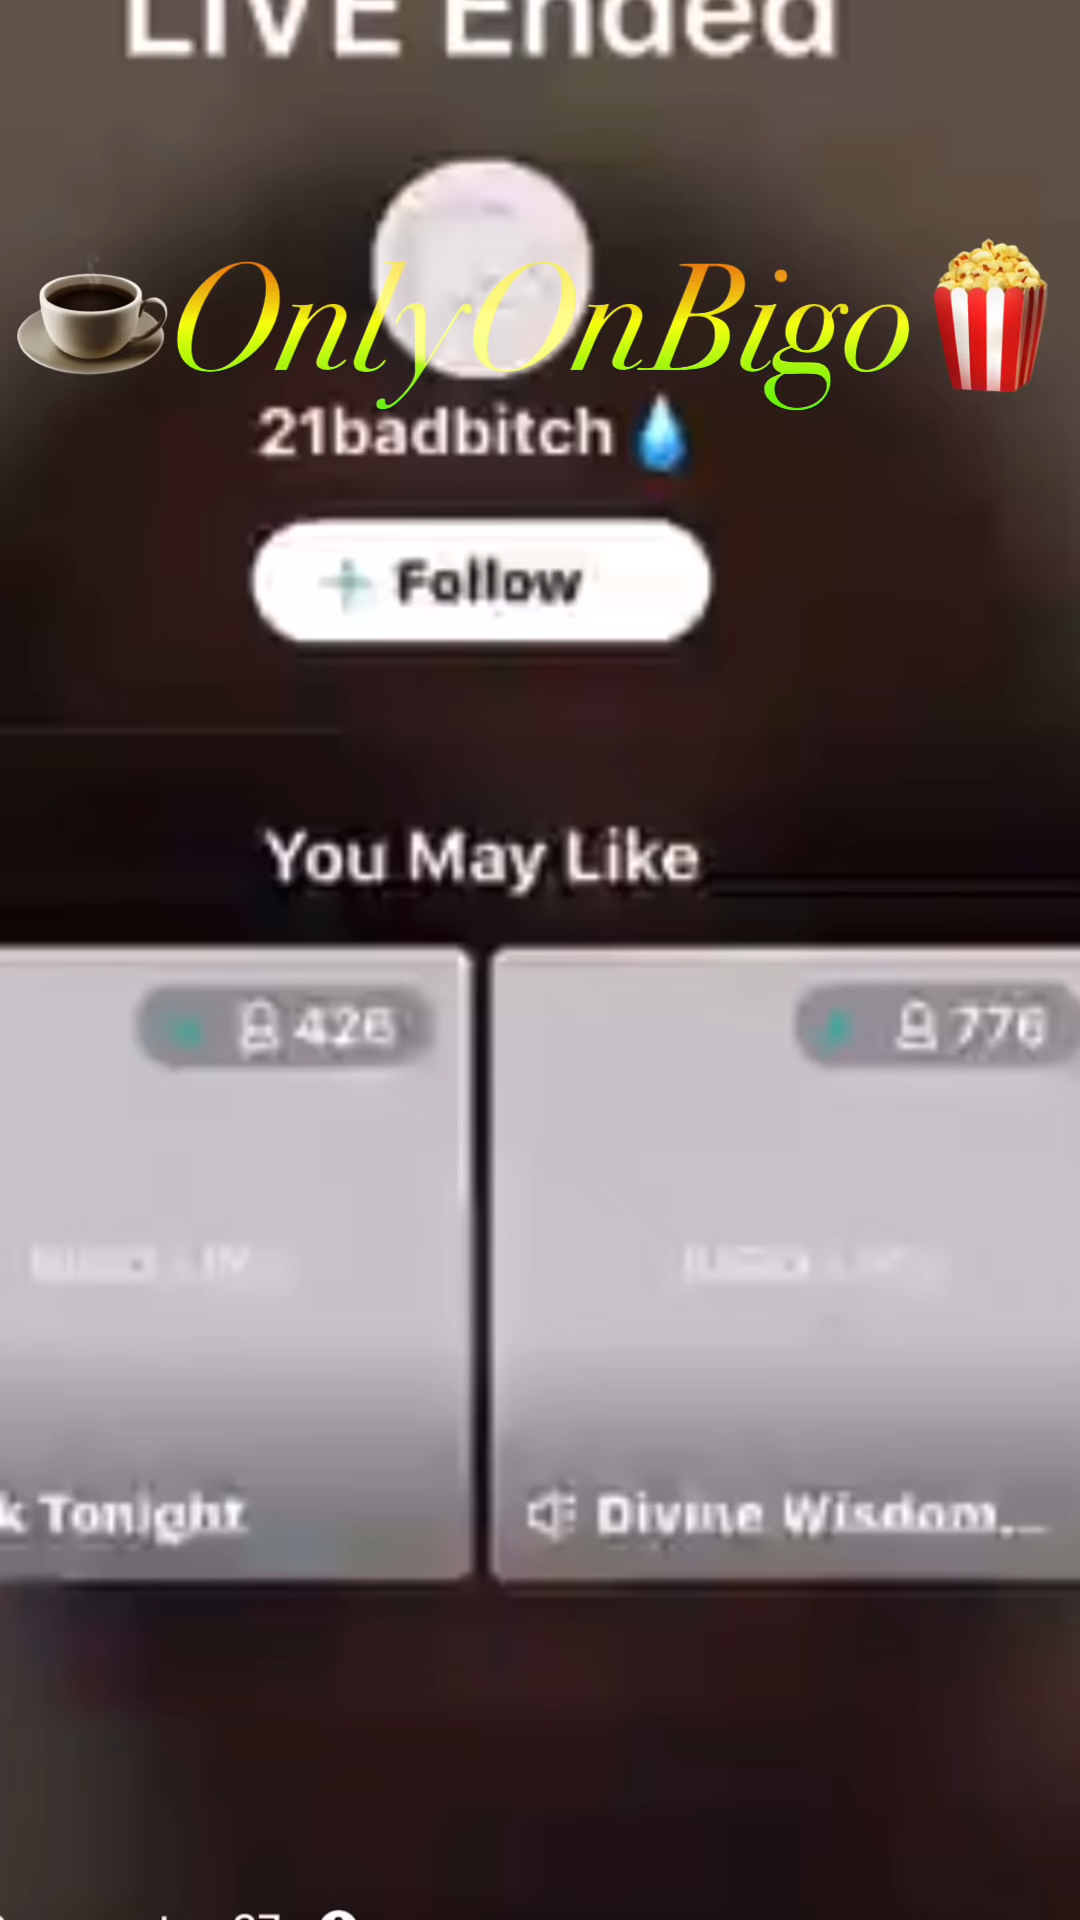 LIVE Ended
OnlyOnBigo
21badbitch
+ Follow
You May Like
426
776
k Tonight
Divine Wisdom...